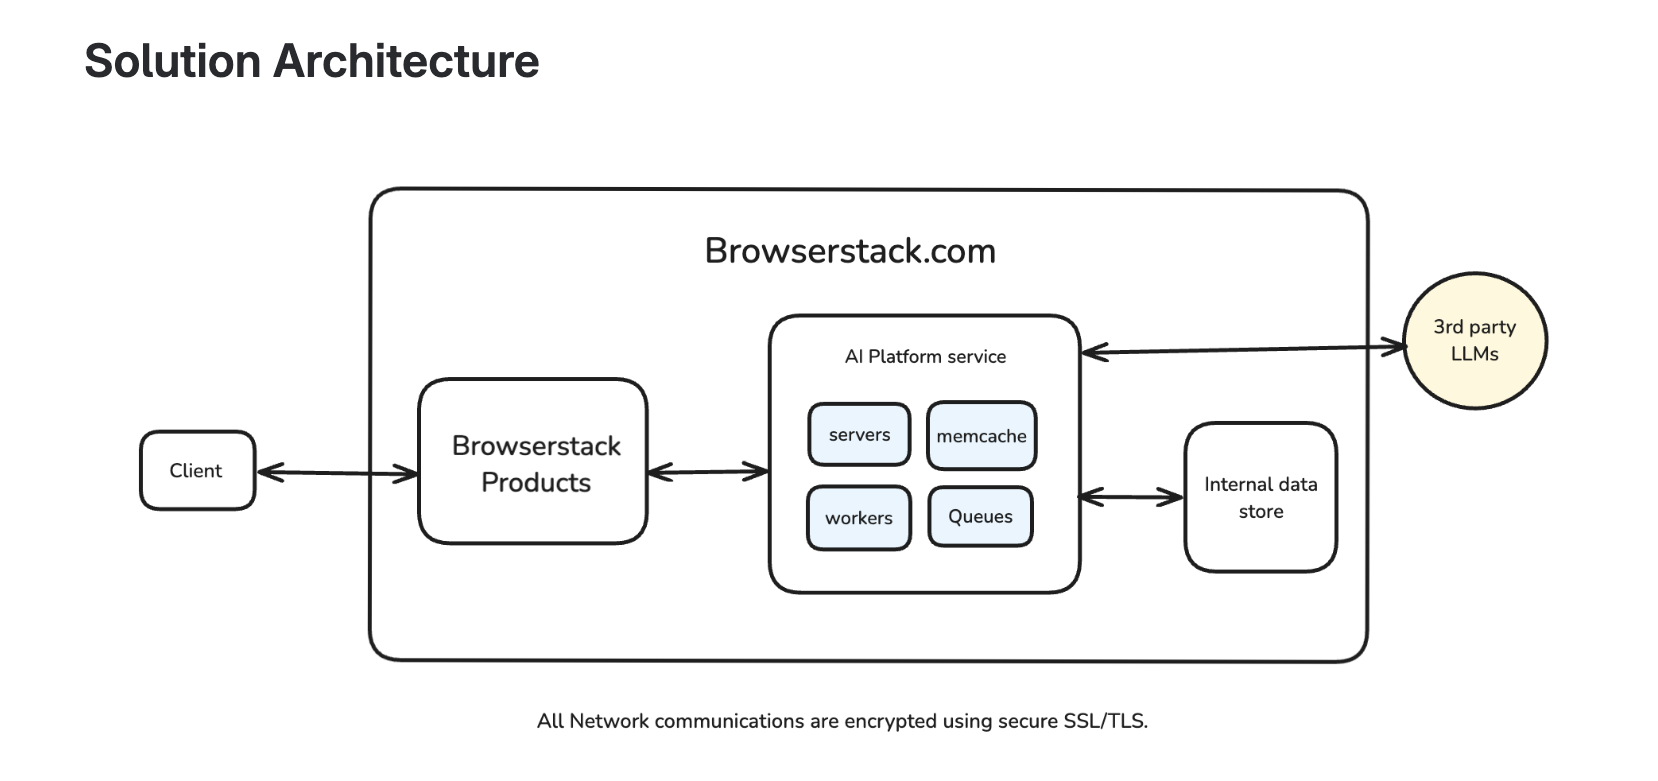 Solution Architecture
Browserstack.com
3rd party
LLMs
AI Platform service
servers
memcache
workers
Queues
Browserstack
Products
Client
Internal data
store
All Network communications are encrypted using secure SSL/TLS.